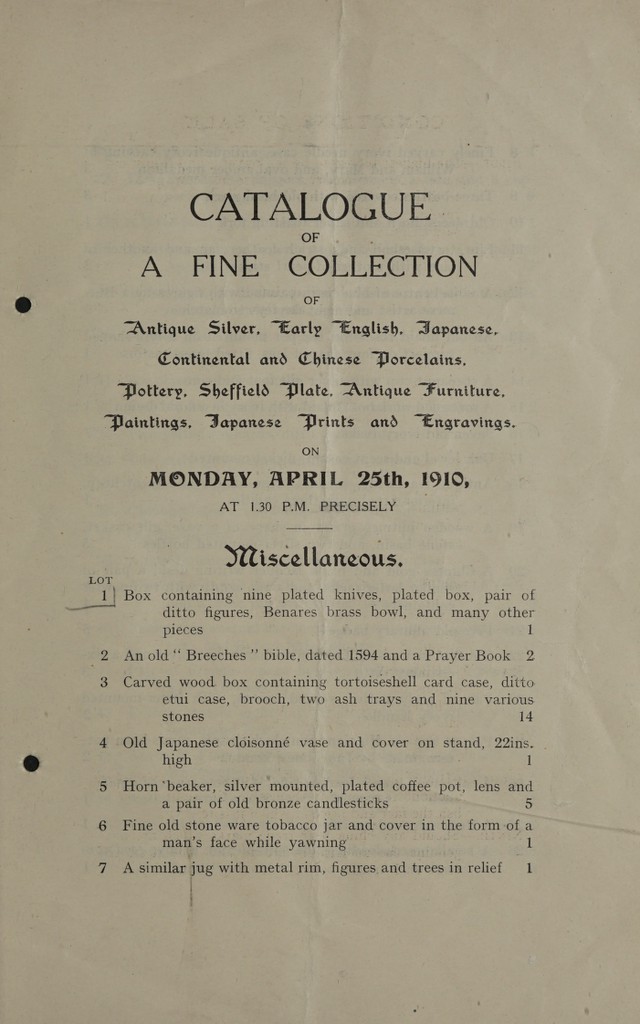 CATALOGUE
OF
A FINE COLLECTION
OF
Antique Silver, Early English, Japanese,
Continental and Chinese Porcelains,
Pottery, Sheffield Plate, Antique Furniture,
Paintings, Japanese Prints and Engravings.
ON
MONDAY, APRIL 25th, 1910,
AT 1.30 P.M. PRECISELY
Miscellaneous.
LOT
1 Box containing nine plated knives, plated box, pair of
ditto figures, Benares brass bowl, and many other
pieces 1
2 An old "Breeches" bible, dated 1594 and a Prayer Book 2
3 Carved wood box containing tortoiseshell card case, ditto
etui case, brooch, two ash trays and nine various
stones 14
4 Old Japanese cloisonné vase and cover on stand, 22ins.
high 1
5 Horn beaker, silver mounted, plated coffee pot, lens and
a pair of old bronze candlesticks 5
6 Fine old stone ware tobacco jar and cover in the form of a
man's face while yawning 1
7 A similar jug with metal rim, figures and trees in relief 1